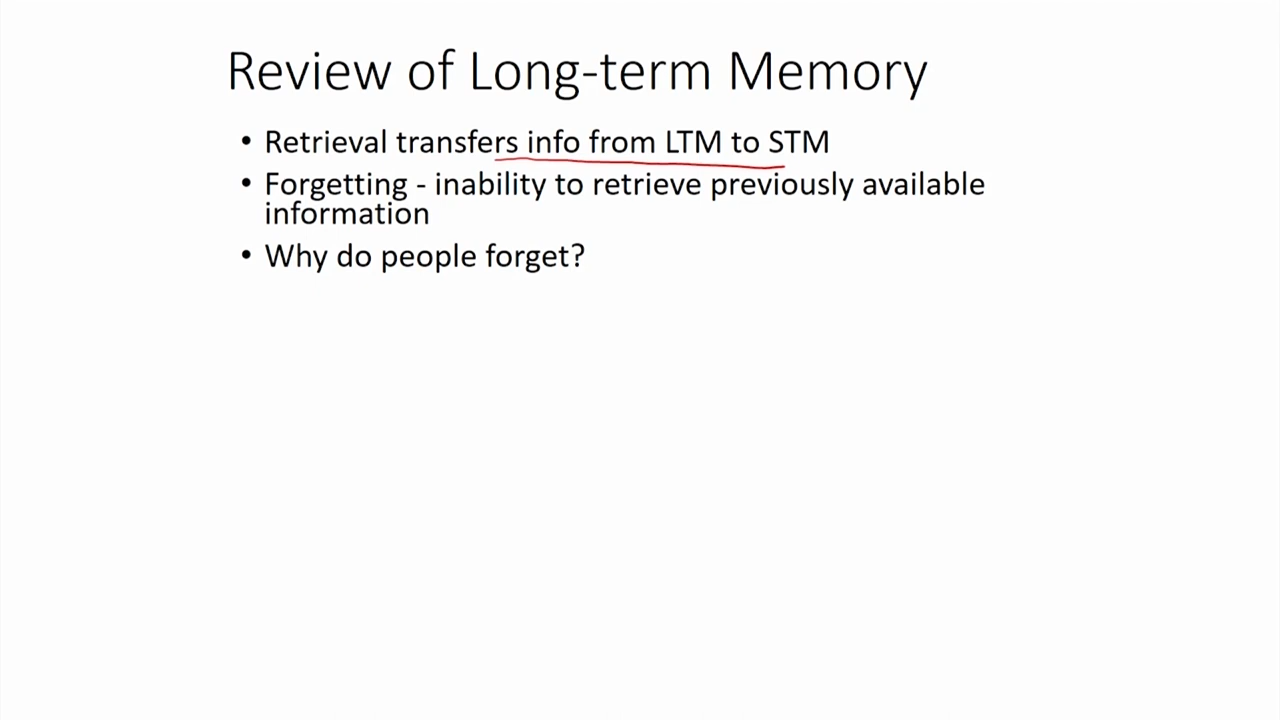 Review of Long-term Memory
• Retrieval transfers info from LTM to STM
• Forgetting - inability to retrieve previously available
information
• Why do people forget?